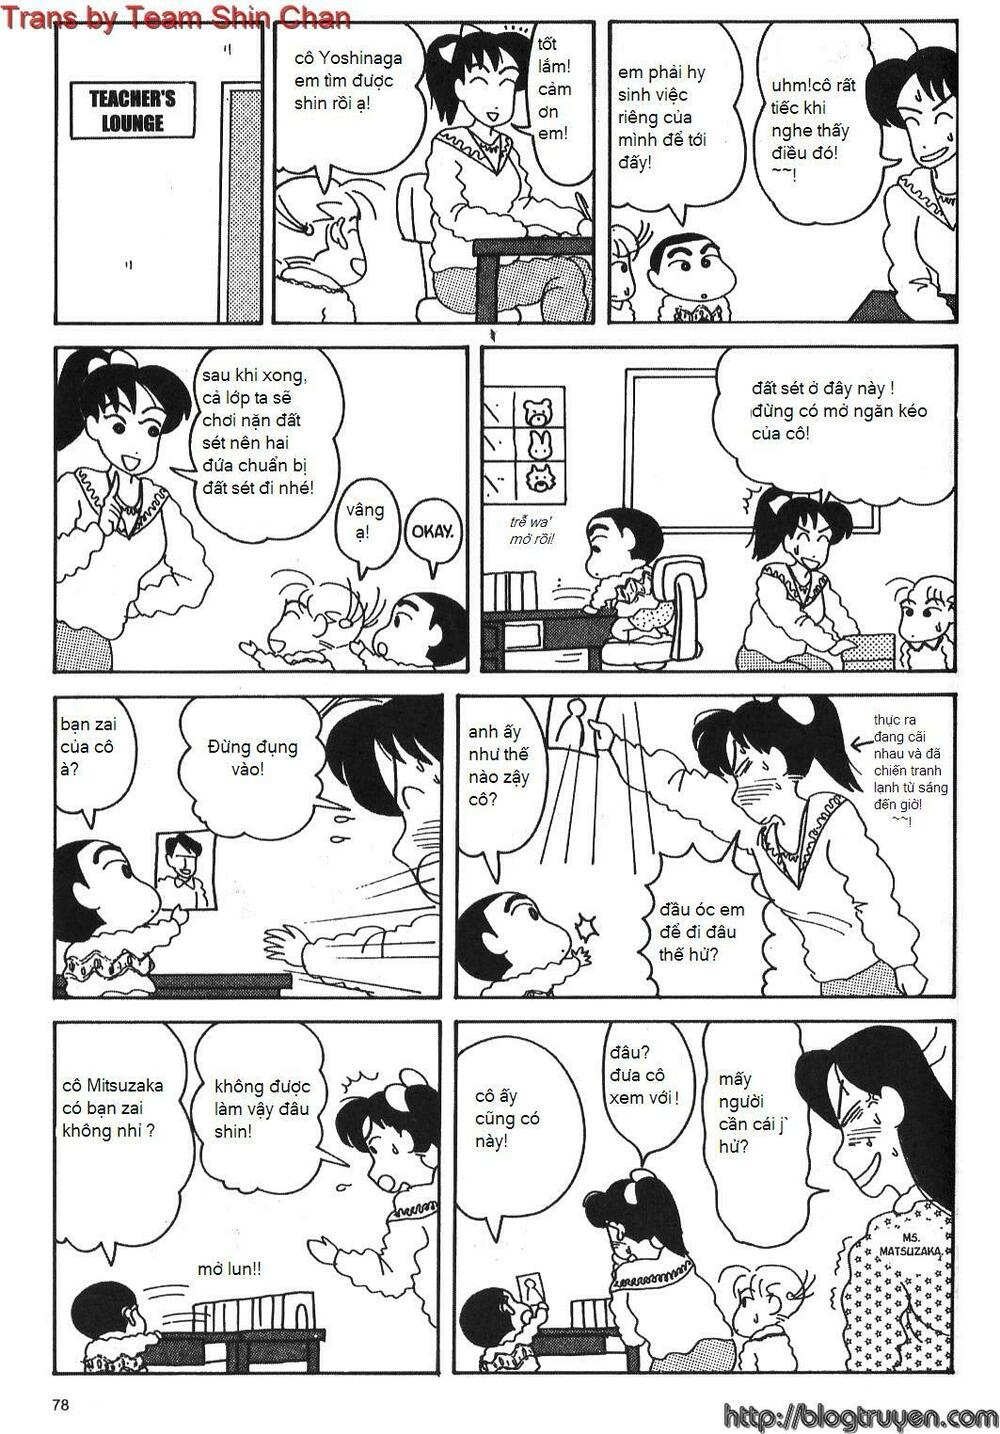 Trans by Team Shin Chan
TEACHER'S
LOUNGE
cô Yoshinaga
em tìm được
shin rồi ạ!
tốt
lắm!
cảm
ơn
em!
em phải hy
sinh việc
riêng của
mình để tới
đấy!
uhm!cô rất
tiếc khi
nghe thấy
điều đó!
~~!
sau khi xong,
cả lớp ta sẽ
chơi nặn đất
sét nên hai
đứa chuẩn bị
đất sét đi nhé!
vâng
ạ!
OKAY.
đất sét ở đây này !
đừng có mở ngăn kéo
của cô!
trễ wa'
mở rồi!
bạn zai
của cô
à?
Đừng đụng
vào!
anh ấy
như thế
nào zậy
cô?
thực ra
đang cãi
nhau và đã
chiến tranh
lạnh từ sáng
đến giờ!
~~!
đầu óc em
để đi đâu
thế hử?
cô Mitsuzaka
có bạn zai
không nhỉ ?
không được
làm vậy đâu
shin!
mở lun!!
cô ấy
cũng có
này!
đâu?
đưa cô
xem với !
mấy
người
cần cái j`
hử?
MS.
MATSUZAKA
78
http://blogtruyen.com